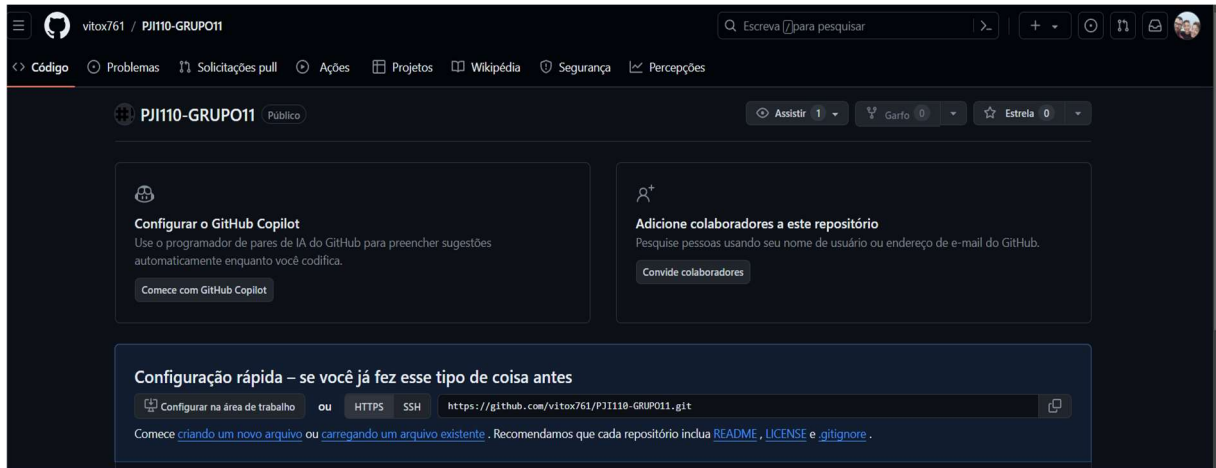 vitox761 / PJI110-GRUPO11
Escreva / para pesquisar
Código
Problemas
Solicitações pull
Ações
Projetos
Wikipédia
Segurança
Percepções
PJI110-GRUPO11 Público
Assistir 1
Garfo 0
Estrela 0
Configurar o GitHub Copilot
Use o programador de pares de IA do GitHub para preencher sugestões
automaticamente enquanto você codifica.
Comece com GitHub Copilot
Adicione colaboradores a este repositório
Pesquise pessoas usando seu nome de usuário ou endereço de e-mail do GitHub.
Convide colaboradores
Configuração rápida – se você já fez esse tipo de coisa antes
Configurar na área de trabalho ou HTTPS SSH https://github.com/vitox761/PJI110-GRUPO11.git
Comece criando um novo arquivo ou carregando um arquivo existente . Recomendamos que cada repositório inclua README , LICENSE e .gitignore .